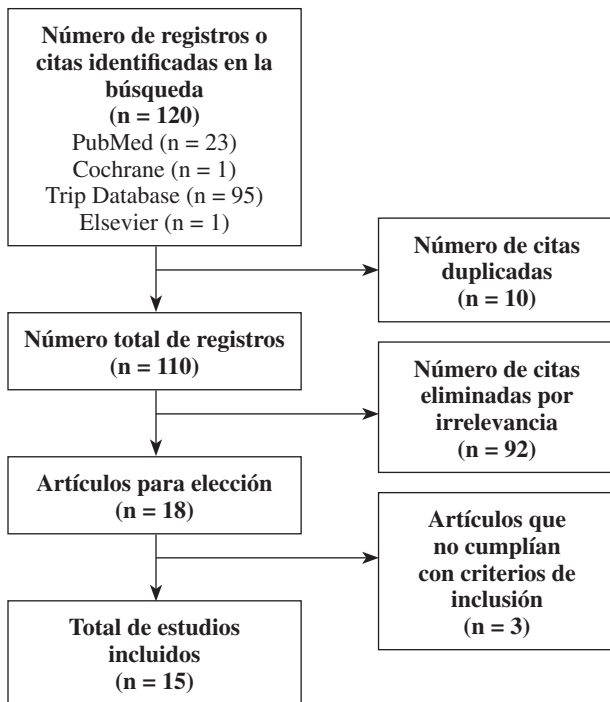 Número de registros o
citas identificadas en la
búsqueda
(n = 120)
PubMed (n = 23)
Cochrane (n = 1)
Trip Database (n = 95)
Elsevier (n = 1)
Número de citas
duplicadas
(n = 10)
Número total de registros
(n = 110)
Número de citas
eliminadas por
irrelevancia
(n = 92)
Artículos para elección
(n = 18)
Artículos que
no cumplían
con criterios de
inclusión
(n = 3)
Total de estudios
incluidos
(n = 15)